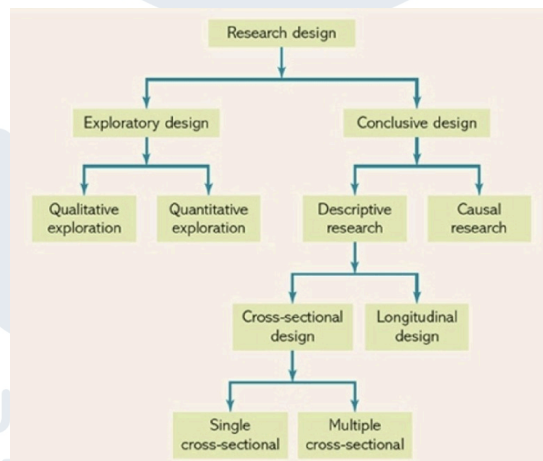 Research design
Exploratory design
Conclusive design
Qualitative
exploration
Quantitative
exploration
Descriptive
research
Causal
research
Cross-sectional
design
Longitudinal
design
Single
cross-sectional
Multiple
cross-sectional